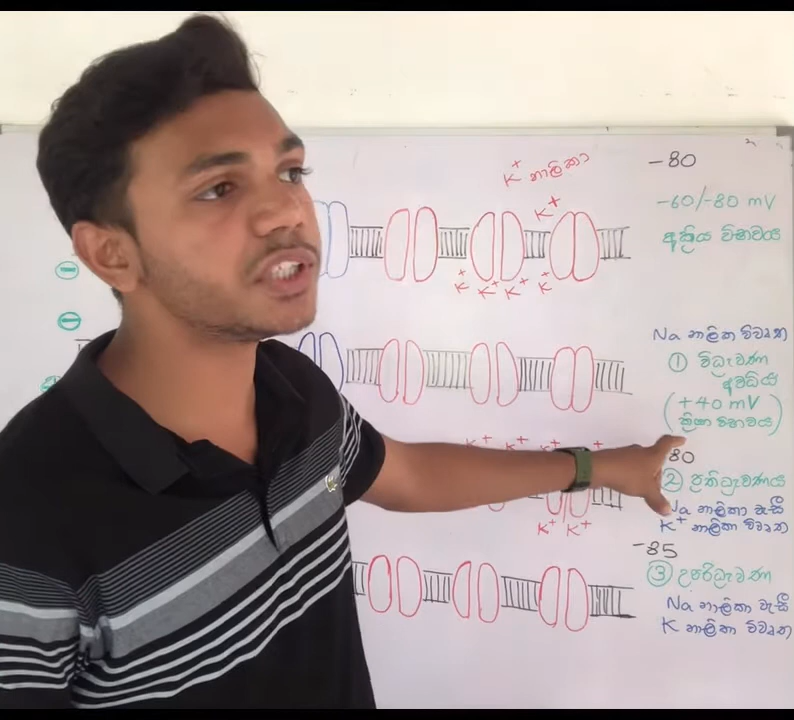 K⁺ නාලිකා
-80
-60/-80 mV
අක්‍රිය විභවය
K⁺
K⁺ K⁺ K⁺ K⁺
Na නාලිකා විවෘත
① විධ්‍රැවණ
අවධිය
(+40 mV
ක්‍රියා විභවය)
K⁺ K⁺
80
② ප්‍රතිධ්‍රැවණය
Na නාලිකා වැසී
K⁺ නාලිකා විවෘත
K⁺ K⁺
-85
③ උපරිධ්‍රැවණ
Na නාලිකා වැසී
K නාලිකා විවෘත